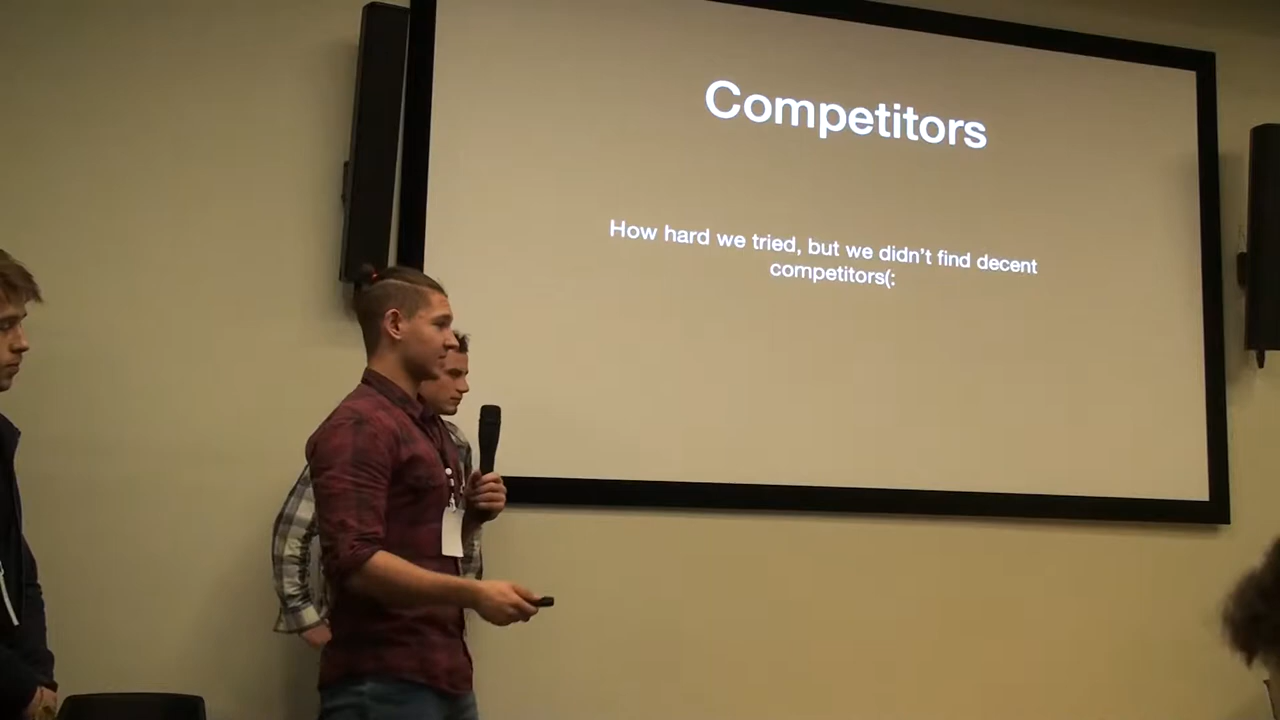 Competitors
How hard we tried, but we didn't find decent
competitors(: